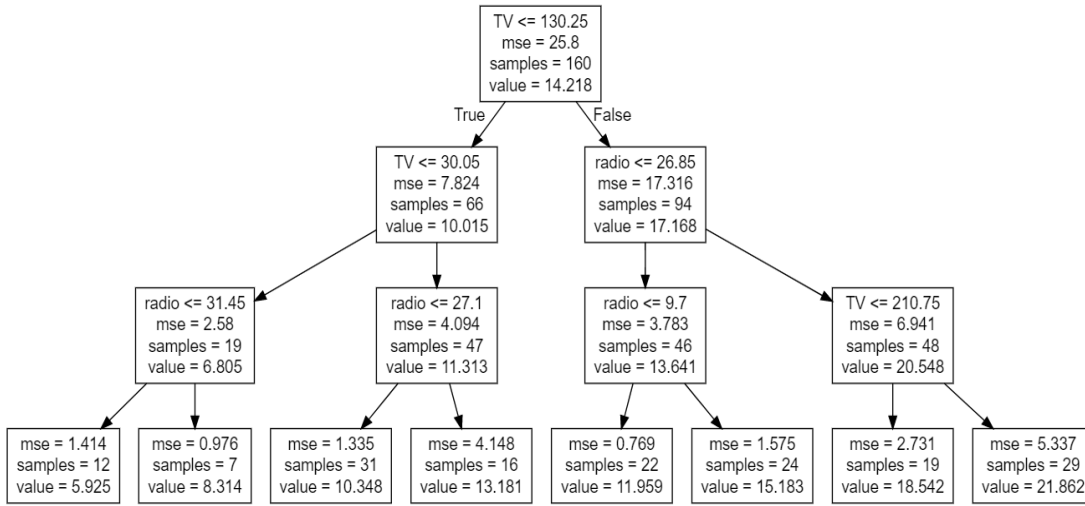 TV <= 130.25
mse = 25.8
samples = 160
value = 14.218
True
False
TV <= 30.05
mse = 7.824
samples = 66
value = 10.015
radio <= 26.85
mse = 17.316
samples = 94
value = 17.168
radio <= 31.45
mse = 2.58
samples = 19
value = 6.805
radio <= 27.1
mse = 4.094
samples = 47
value = 11.313
radio <= 9.7
mse = 3.783
samples = 46
value = 13.641
TV <= 210.75
mse = 6.941
samples = 48
value = 20.548
mse = 1.414
samples = 12
value = 5.925
mse = 0.976
samples = 7
value = 8.314
mse = 1.335
samples = 31
value = 10.348
mse = 4.148
samples = 16
value = 13.181
mse = 0.769
samples = 22
value = 11.959
mse = 1.575
samples = 24
value = 15.183
mse = 2.731
samples = 19
value = 18.542
mse = 5.337
samples = 29
value = 21.862